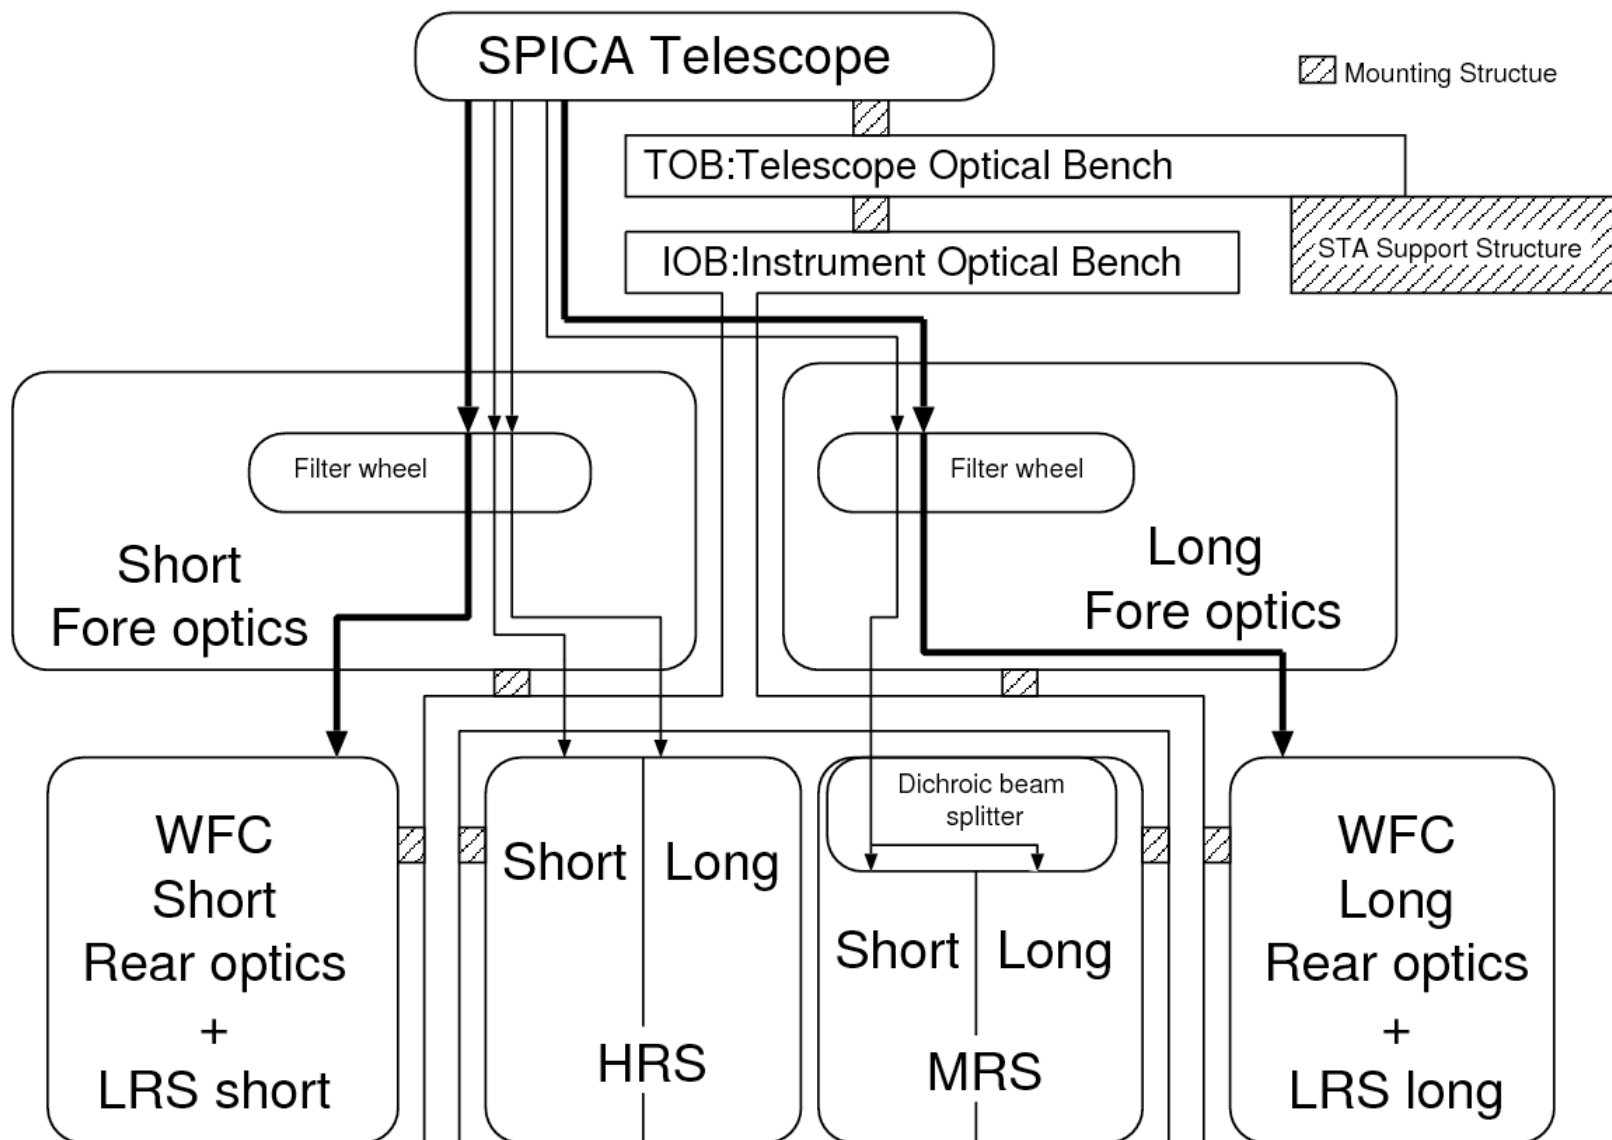 SPICA Telescope
Mounting Structue
TOB:Telescope Optical Bench
STA Support Structure
IOB:Instrument Optical Bench
Filter wheel
Filter wheel
Short
Fore optics
Long
Fore optics
WFC
Short
Rear optics
+
LRS short
Short
Long
HRS
Dichroic beam
splitter
Short
Long
MRS
WFC
Long
Rear optics
+
LRS long